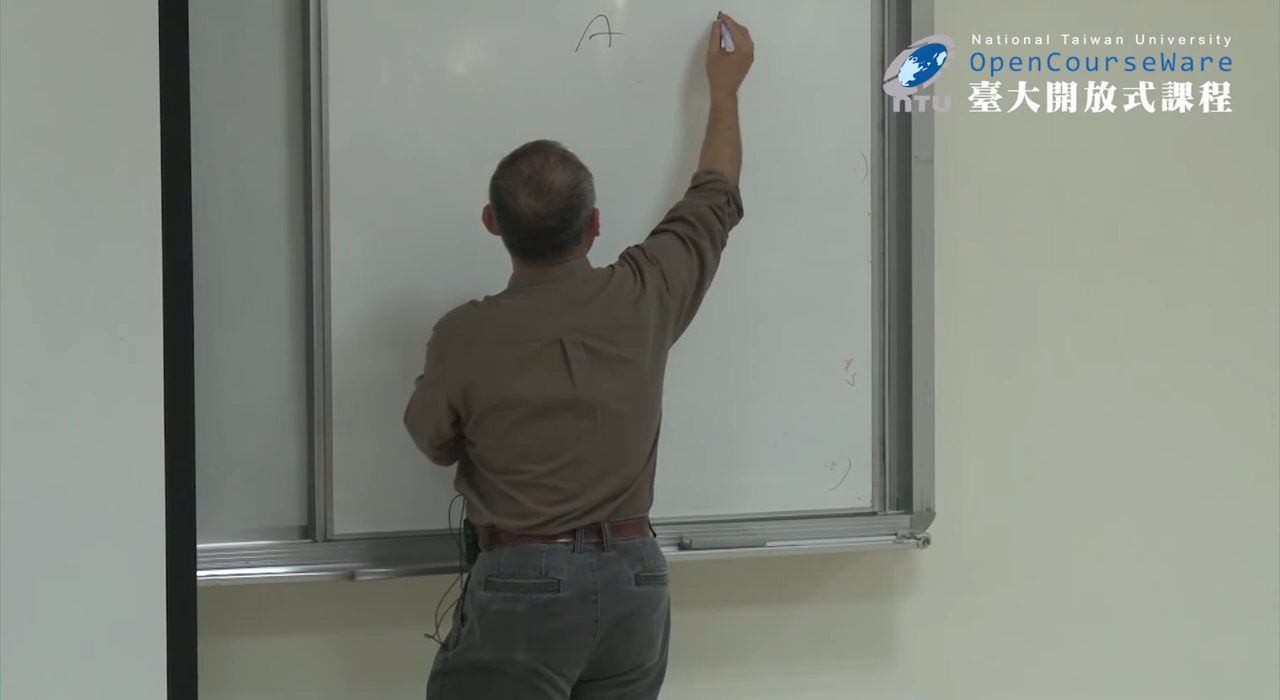 A
National Taiwan University
OpenCourseWare
臺大開放式課程
NTU